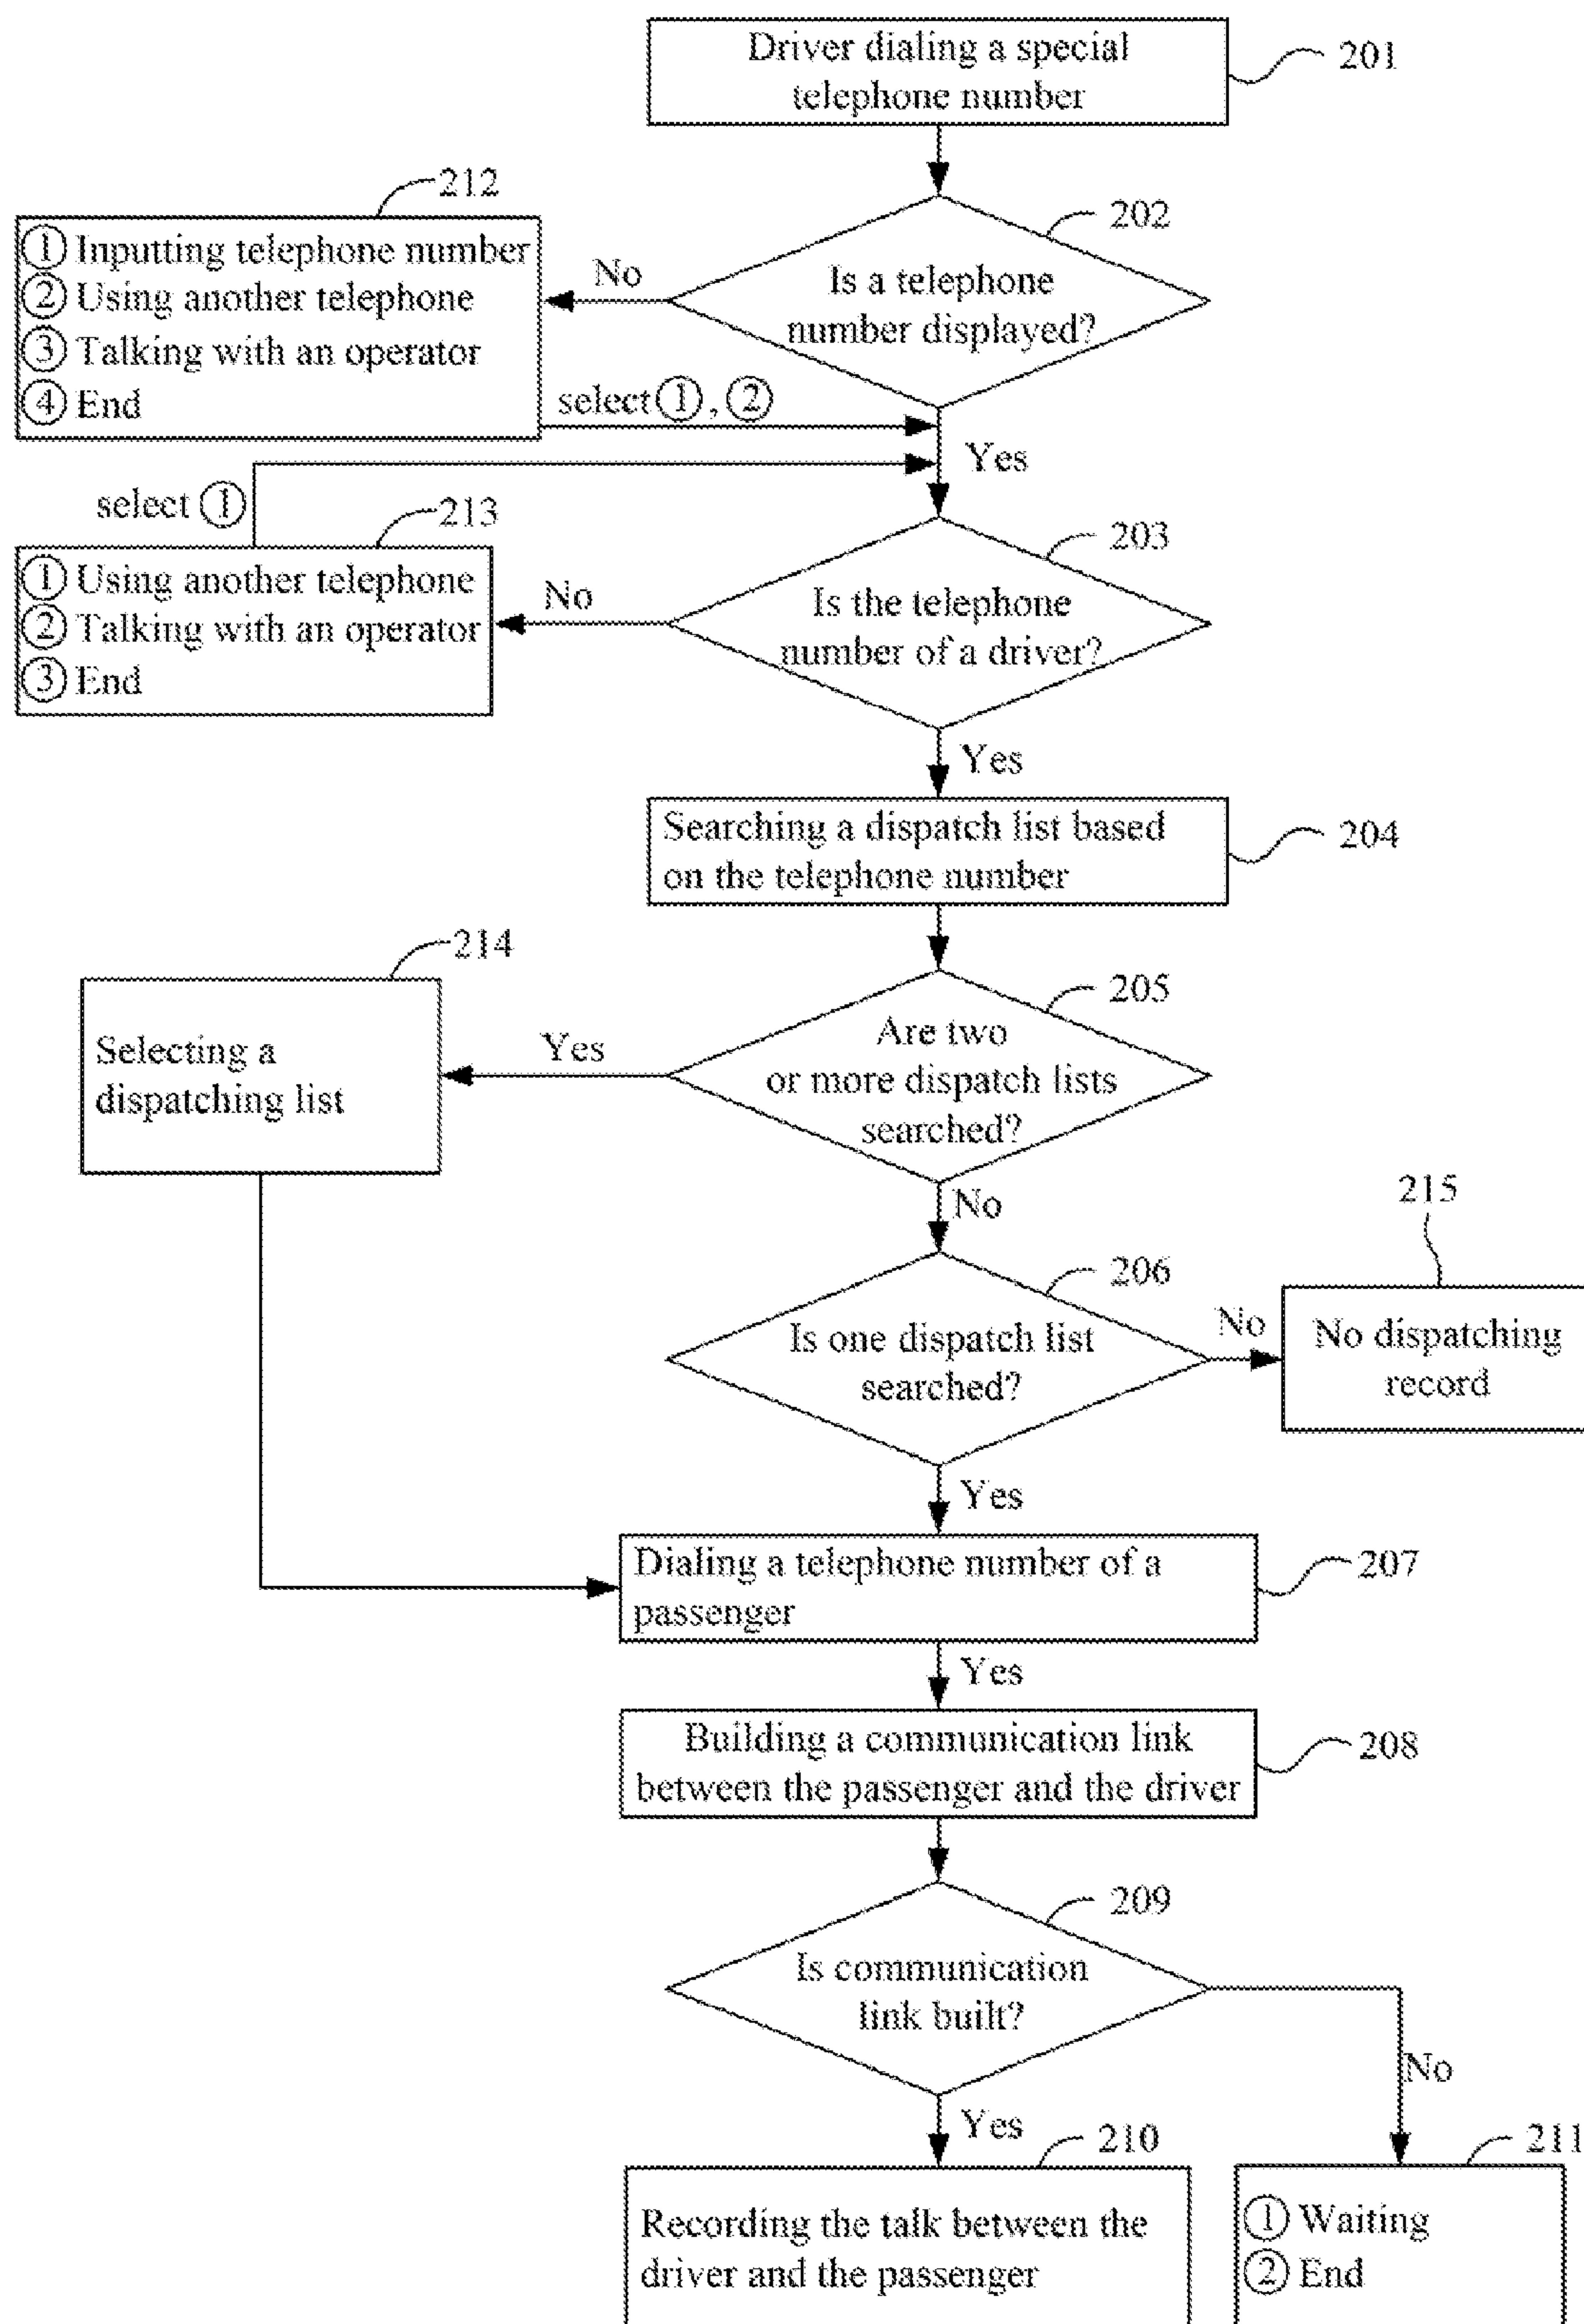 Driver dialing a special
telephone number
201
202
Is a telephone
number displayed?
No
212
① Inputting telephone number
② Using another telephone
③ Talking with an operator
④ End
select ①, ②
Yes
select ①
213
① Using another telephone
② Talking with an operator
③ End
No
203
Is the telephone
number of a driver?
Yes
Searching a dispatch list based
on the telephone number
204
214
Selecting a
dispatching list
Yes
205
Are two
or more dispatch lists
searched?
No
206
Is one dispatch list
searched?
No
215
No dispatching
record
Yes
Dialing a telephone number of a
passenger
207
Yes
Building a communication link
between the passenger and the driver
208
209
Is communication
link built?
No
Yes
210
Recording the talk between the
driver and the passenger
211
① Waiting
② End